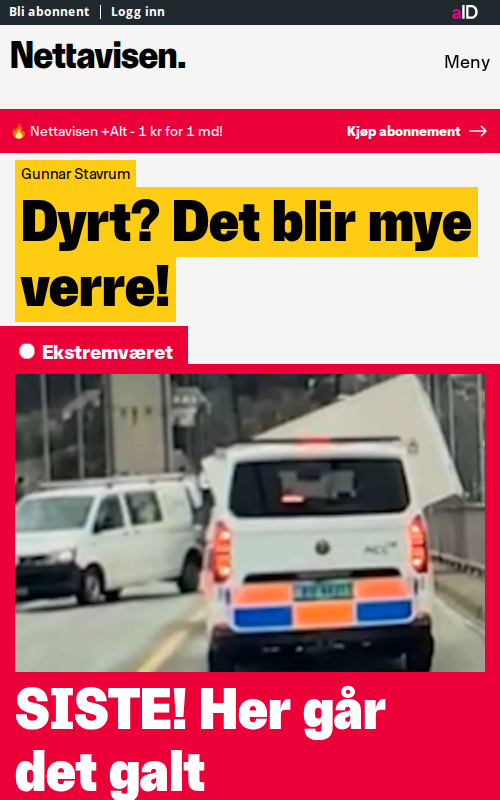 Bli abonnent | Logg inn
aID
Nettavisen.
Meny
Nettavisen +Alt - 1 kr for 1 md!
Kjøp abonnement →
Gunnar Stavrum
Dyrt? Det blir mye
verre!
Ekstremværet
NCC
SISTE! Her går
det galt